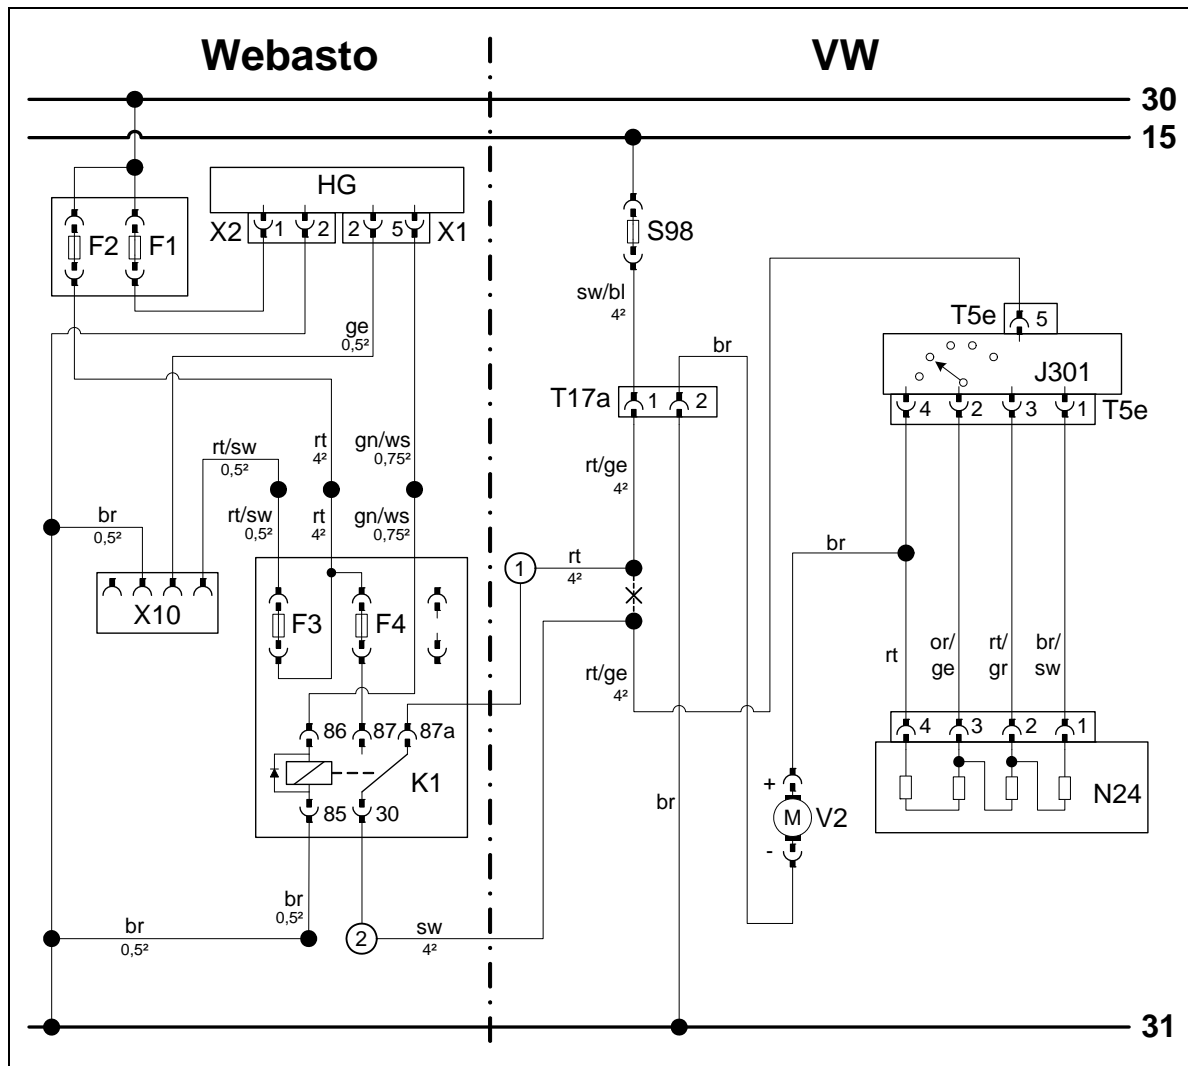 Webasto VW
30
15
HG
X2 1 2 2 5 X1
F2 F1
S98
sw/bl
4²
ge
0,5²
br
T5e 5
J301
T17a 1 2
4 2 3 1 T5e
rt/sw
0,5²
rt
4²
gn/ws
0,75²
rt/ge
4²
rt/sw
0,5²
rt
4²
gn/ws
0,75²
br
0,5²
1
rt
4²
br
X10
F3 F4
rt
or/
ge
rt/
gr
br/
sw
rt/ge
4²
86 87 87a
4 3 2 1
K1
N24
85 30
br
+
M V2
-
br
0,5²
br
0,5²
2
sw
4²
31